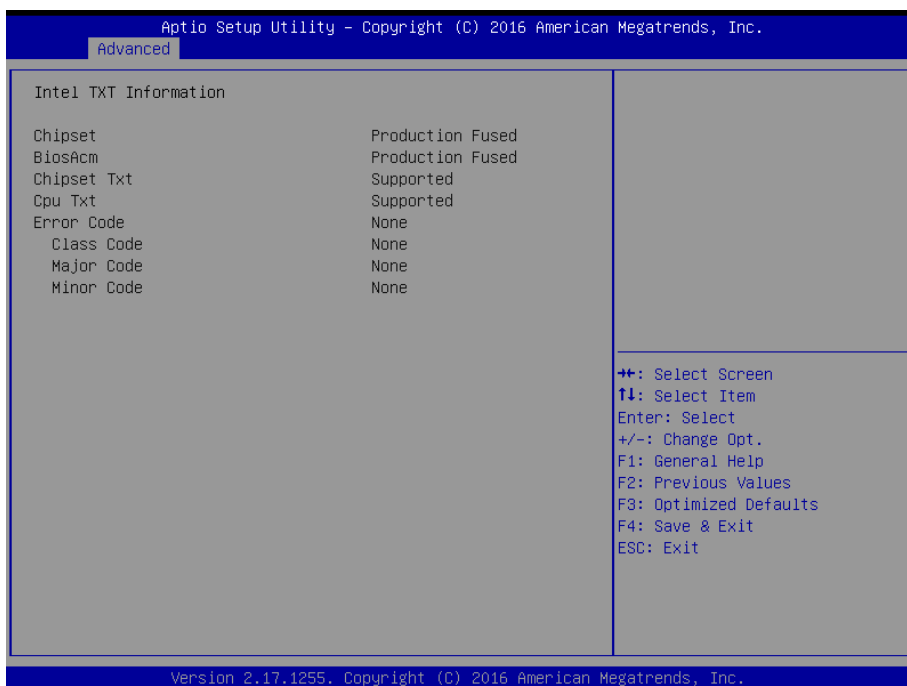 Aptio Setup Utility – Copyright (C) 2016 American Megatrends, Inc.
Advanced
Intel TXT Information
Chipset Production Fused
BiosAcm Production Fused
Chipset Txt Supported
Cpu Txt Supported
Error Code None
Class Code None
Major Code None
Minor Code None
→←: Select Screen
↑↓: Select Item
Enter: Select
+/-: Change Opt.
F1: General Help
F2: Previous Values
F3: Optimized Defaults
F4: Save & Exit
ESC: Exit
Version 2.17.1255. Copyright (C) 2016 American Megatrends, Inc.